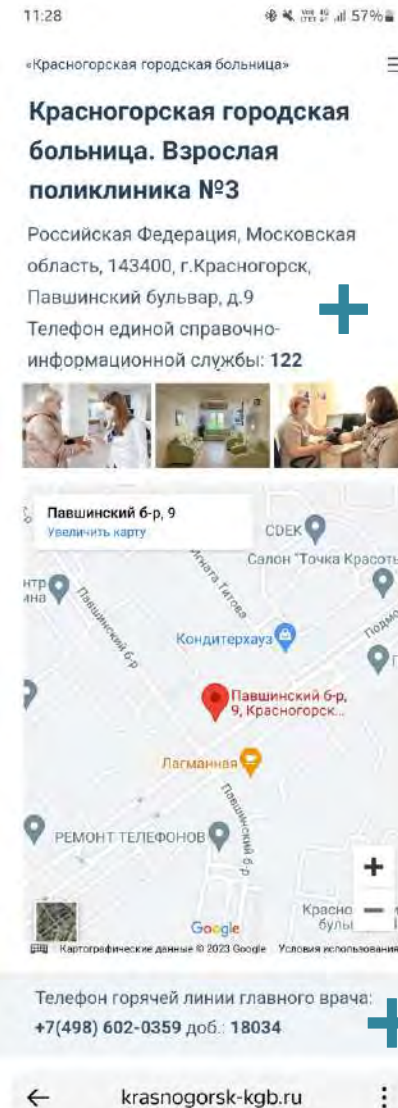 11:28
57%
«Красногорская городская больница»
Красногорская городская
больница. Взрослая
поликлиника №3
Российская Федерация, Московская
область, 143400, г.Красногорск,
Павшинский бульвар, д.9
Телефон единой справочно-
информационной службы: 122
Павшинский б-р, 9
Увеличить карту
CDEK
Салон "Точка Красоты
Игната Титова
Павшинский б-р
Кондитерхауз
Павшинский б-р,
9, Красногорск...
Лагманная
Павшинский б-р
РЕМОНТ ТЕЛЕФОНОВ
+
Красно
−
Google
Картографические данные © 2023 Google
Условия использования
Телефон горячей линии главного врача:
+7(498) 602-0359 доб.: 18034
krasnogorsk-kgb.ru